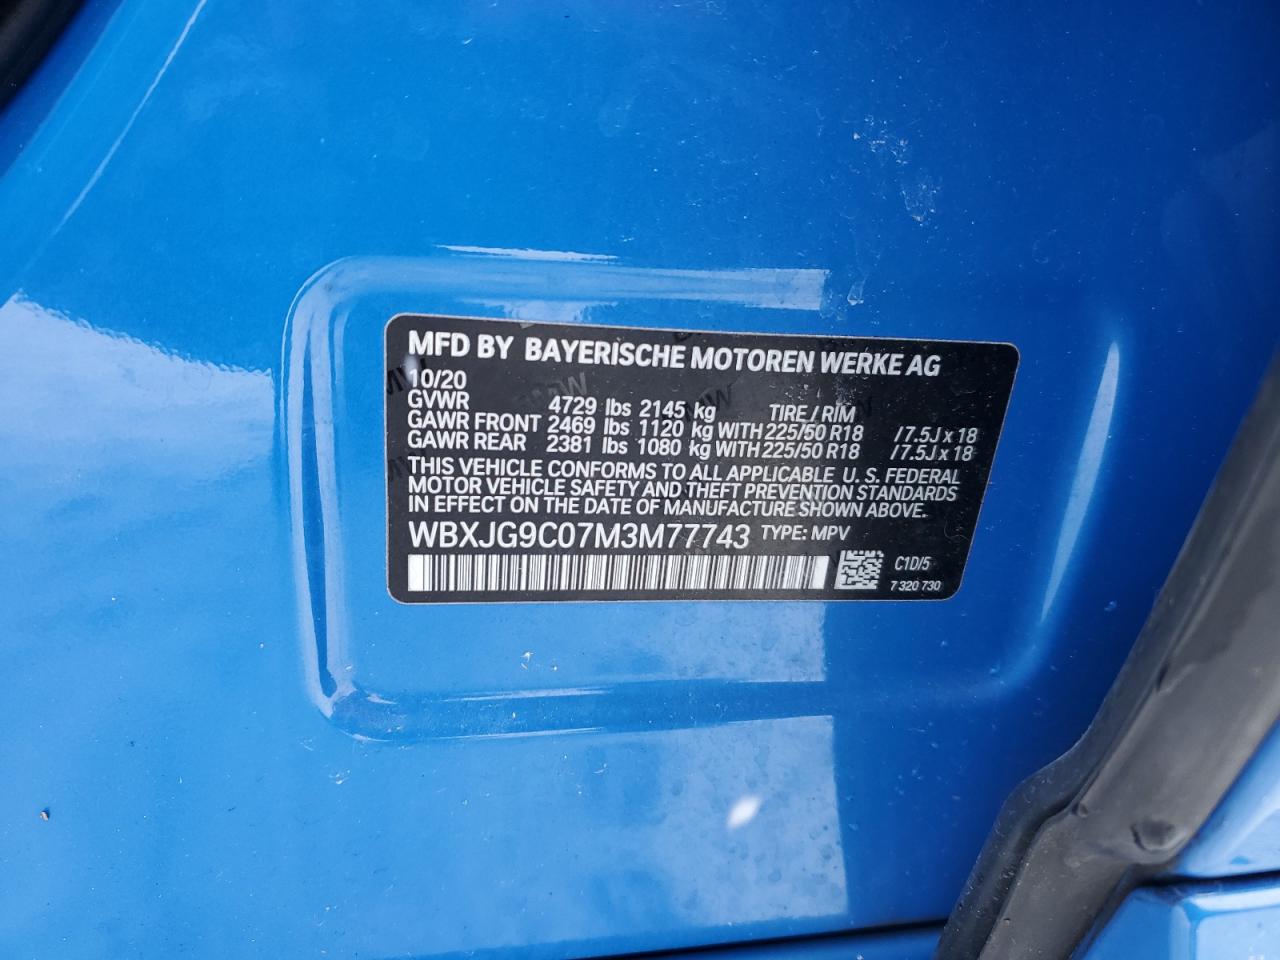 MFD BY BAYERISCHE MOTOREN WERKE AG
10/20
GVWR 4729 lbs 2145 kg TIRE / RIM
GAWR FRONT 2469 lbs 1120 kg WITH 225/50 R18 / 7.5J x 18
GAWR REAR 2381 lbs 1080 kg WITH 225/50 R18 / 7.5J x 18
THIS VEHICLE CONFORMS TO ALL APPLICABLE U. S. FEDERAL
MOTOR VEHICLE SAFETY AND THEFT PREVENTION STANDARDS
IN EFFECT ON THE DATE OF MANUFACTURE SHOWN ABOVE.
WBXJG9C07M3M77743 TYPE: MPV
C1D/5
7 320 730